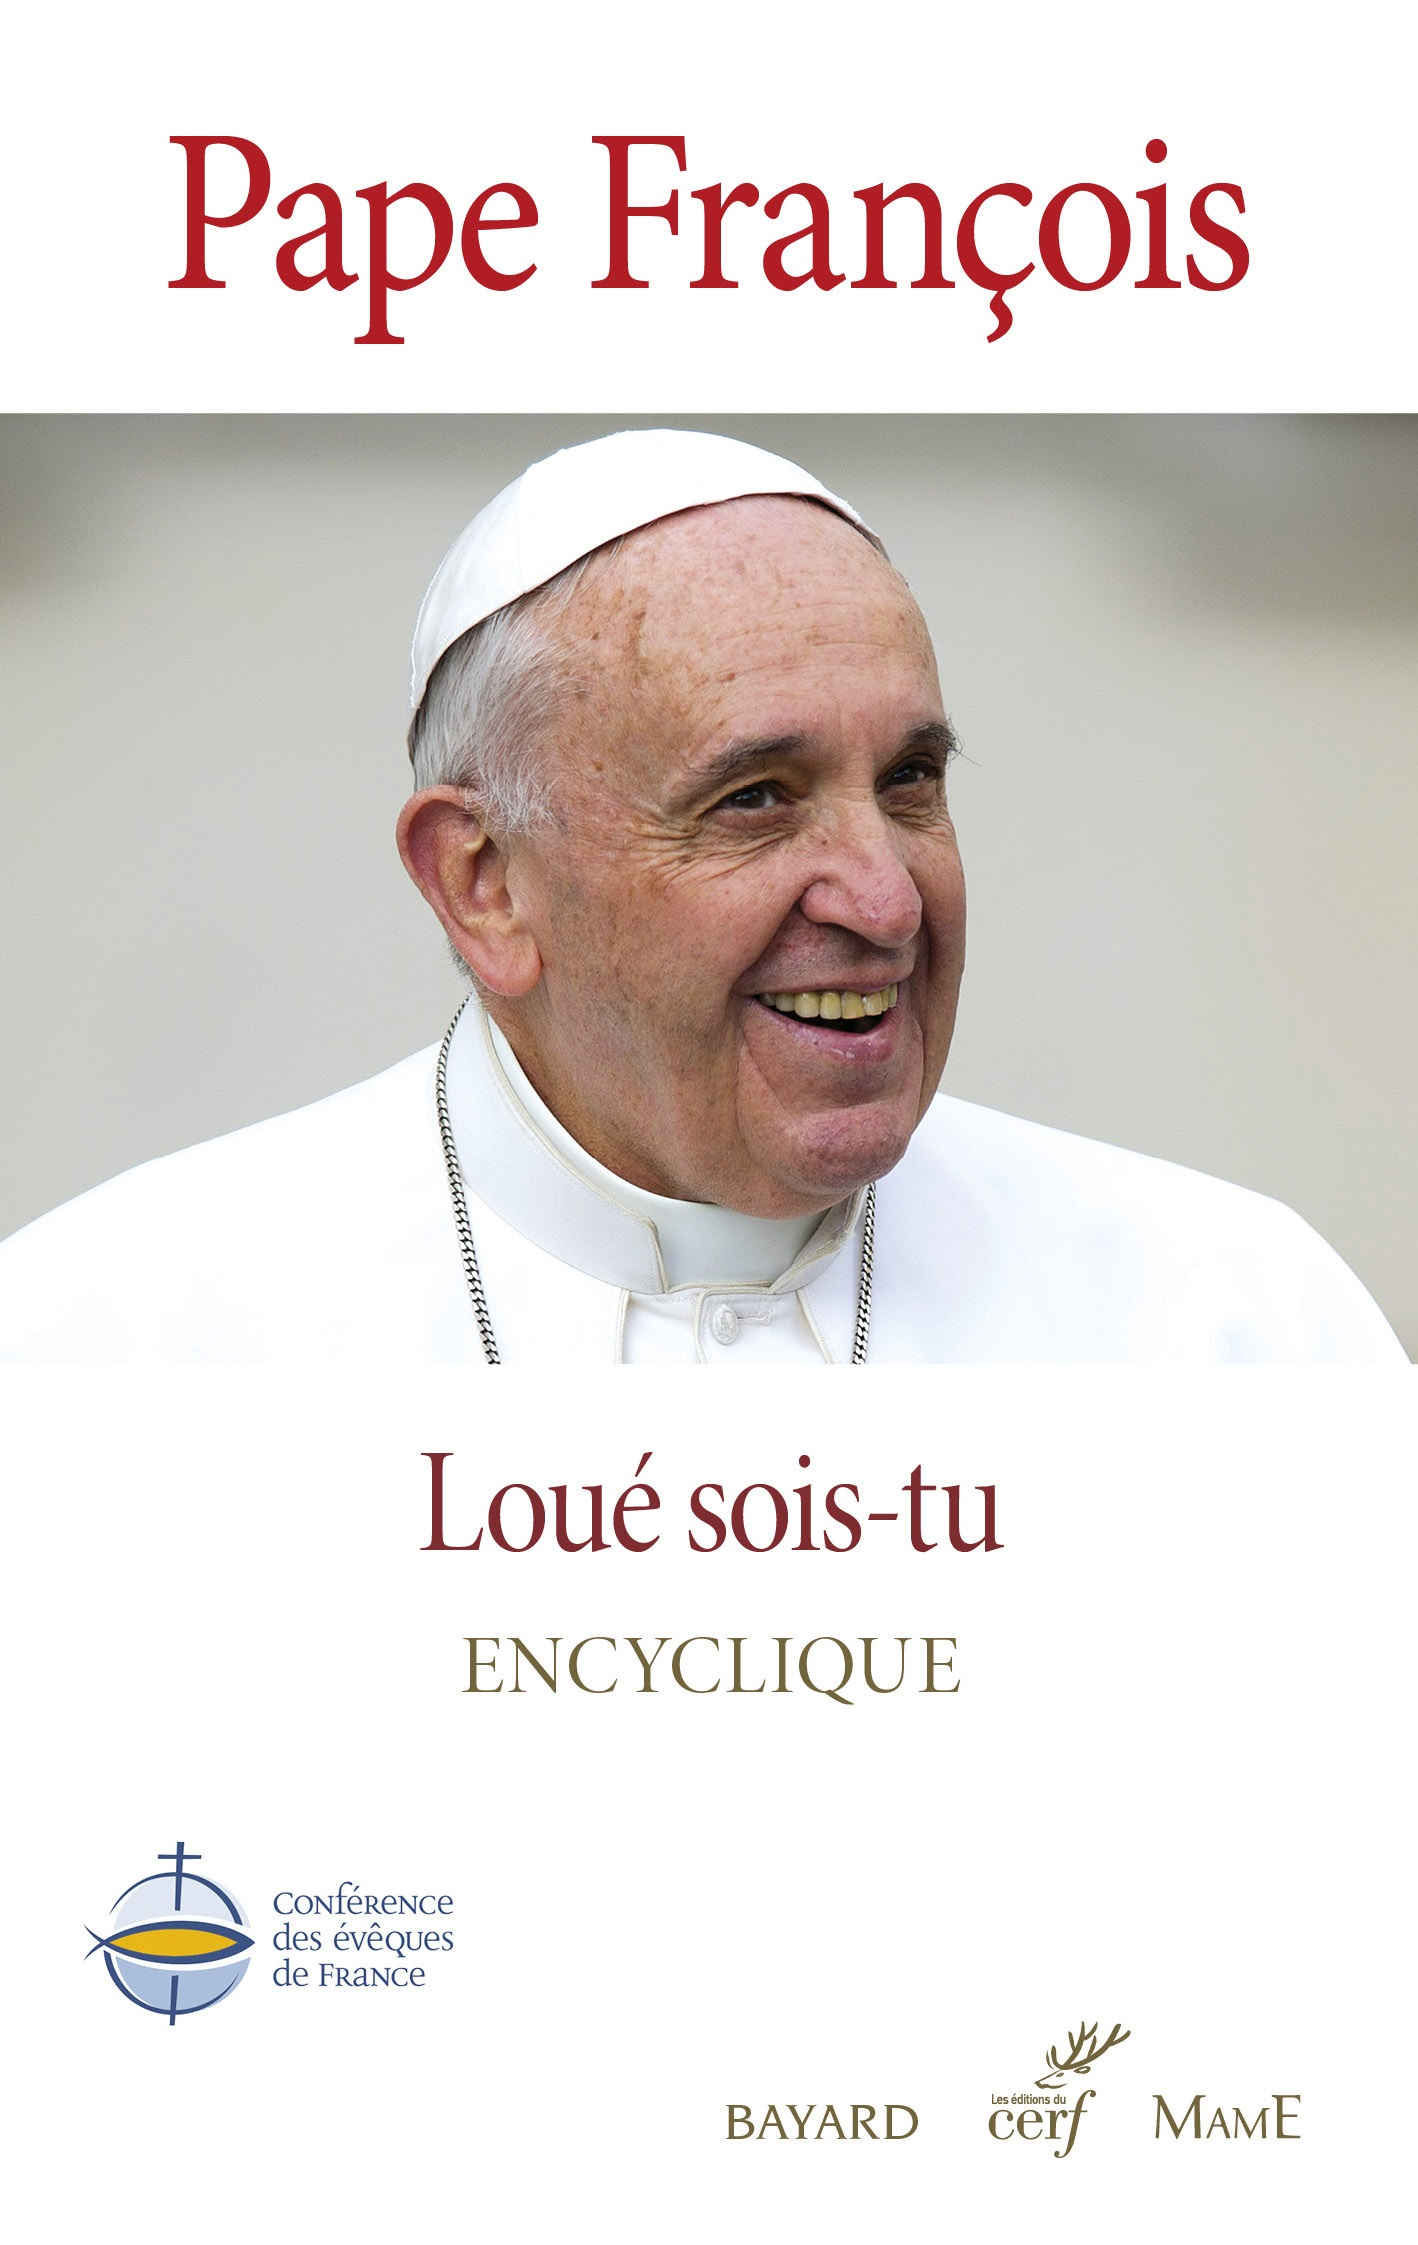 Pape François
Loué sois-tu
ENCYCLIQUE
Conférence
des évêques
de France
BAYARD
Les éditions du
cerf
MAME